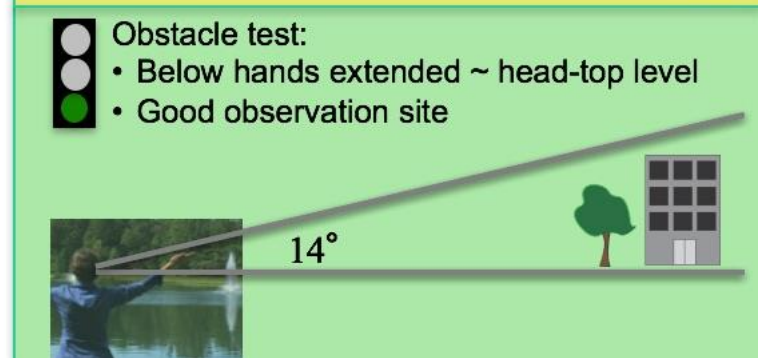 Obstacle test:
• Below hands extended ~ head-top level
• Good observation site
14°